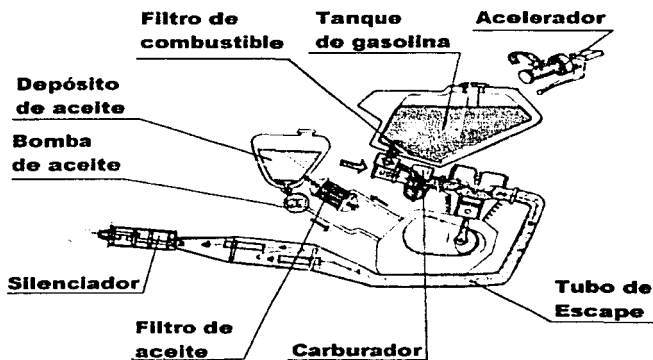 Filtro de
combustible
Tanque
de gasolina
Acelerador
Depósito
de aceite
Bomba
de aceite
Silenciador
Filtro de
aceite
Carburador
Tubo de
Escape